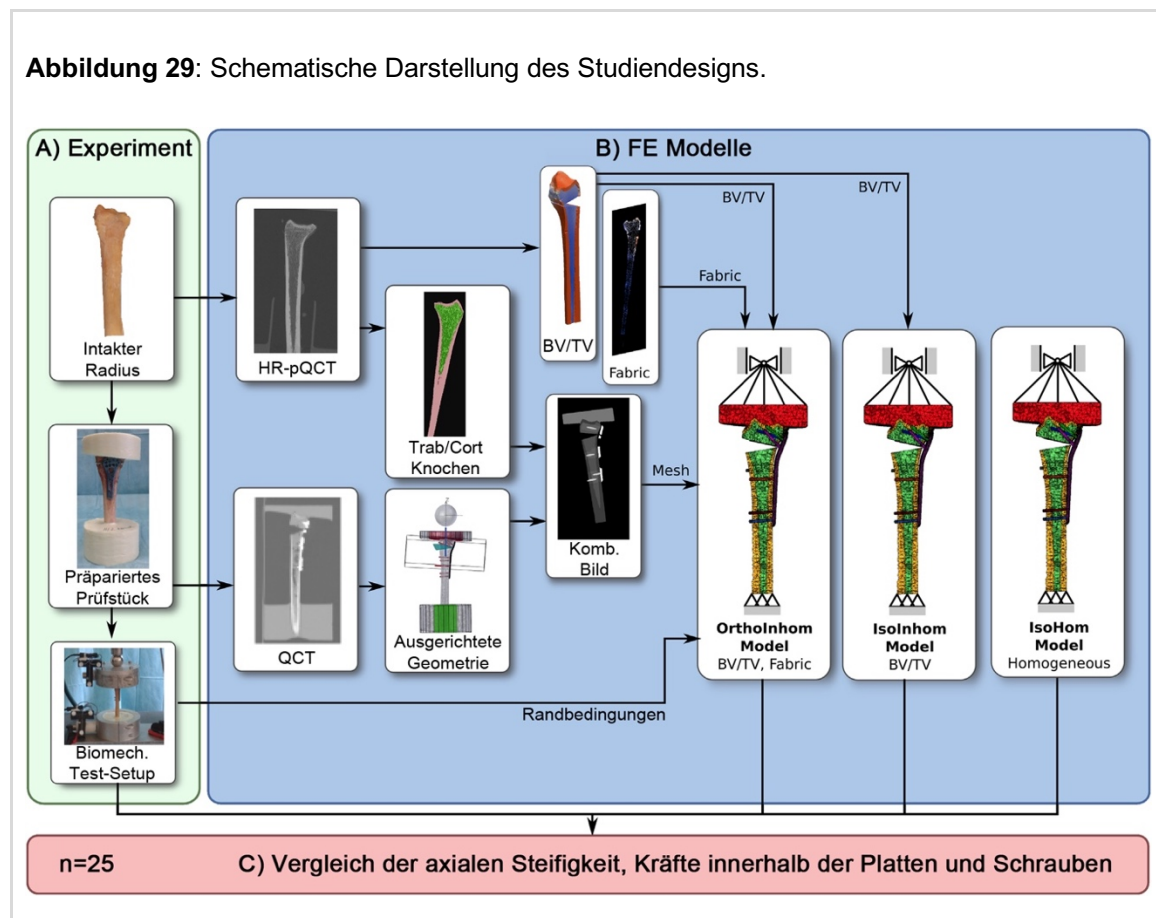 Abbildung 29: Schematische Darstellung des Studiendesigns.
A) Experiment
Intakter
Radius
Präpariertes
Prüfstück
Biomech.
Test-Setup
B) FE Modelle
HR-pQCT
Trab/Cort
Knochen
QCT
Ausgerichtete
Geometrie
BV/TV
Fabric
Komb.
Bild
BV/TV
BV/TV
Fabric
Mesh
Randbedingungen
OrthoInhom
Model
BV/TV, Fabric
IsoInhom
Model
BV/TV
IsoHom
Model
Homogeneous
n=25 C) Vergleich der axialen Steifigkeit, Kräfte innerhalb der Platten und Schrauben